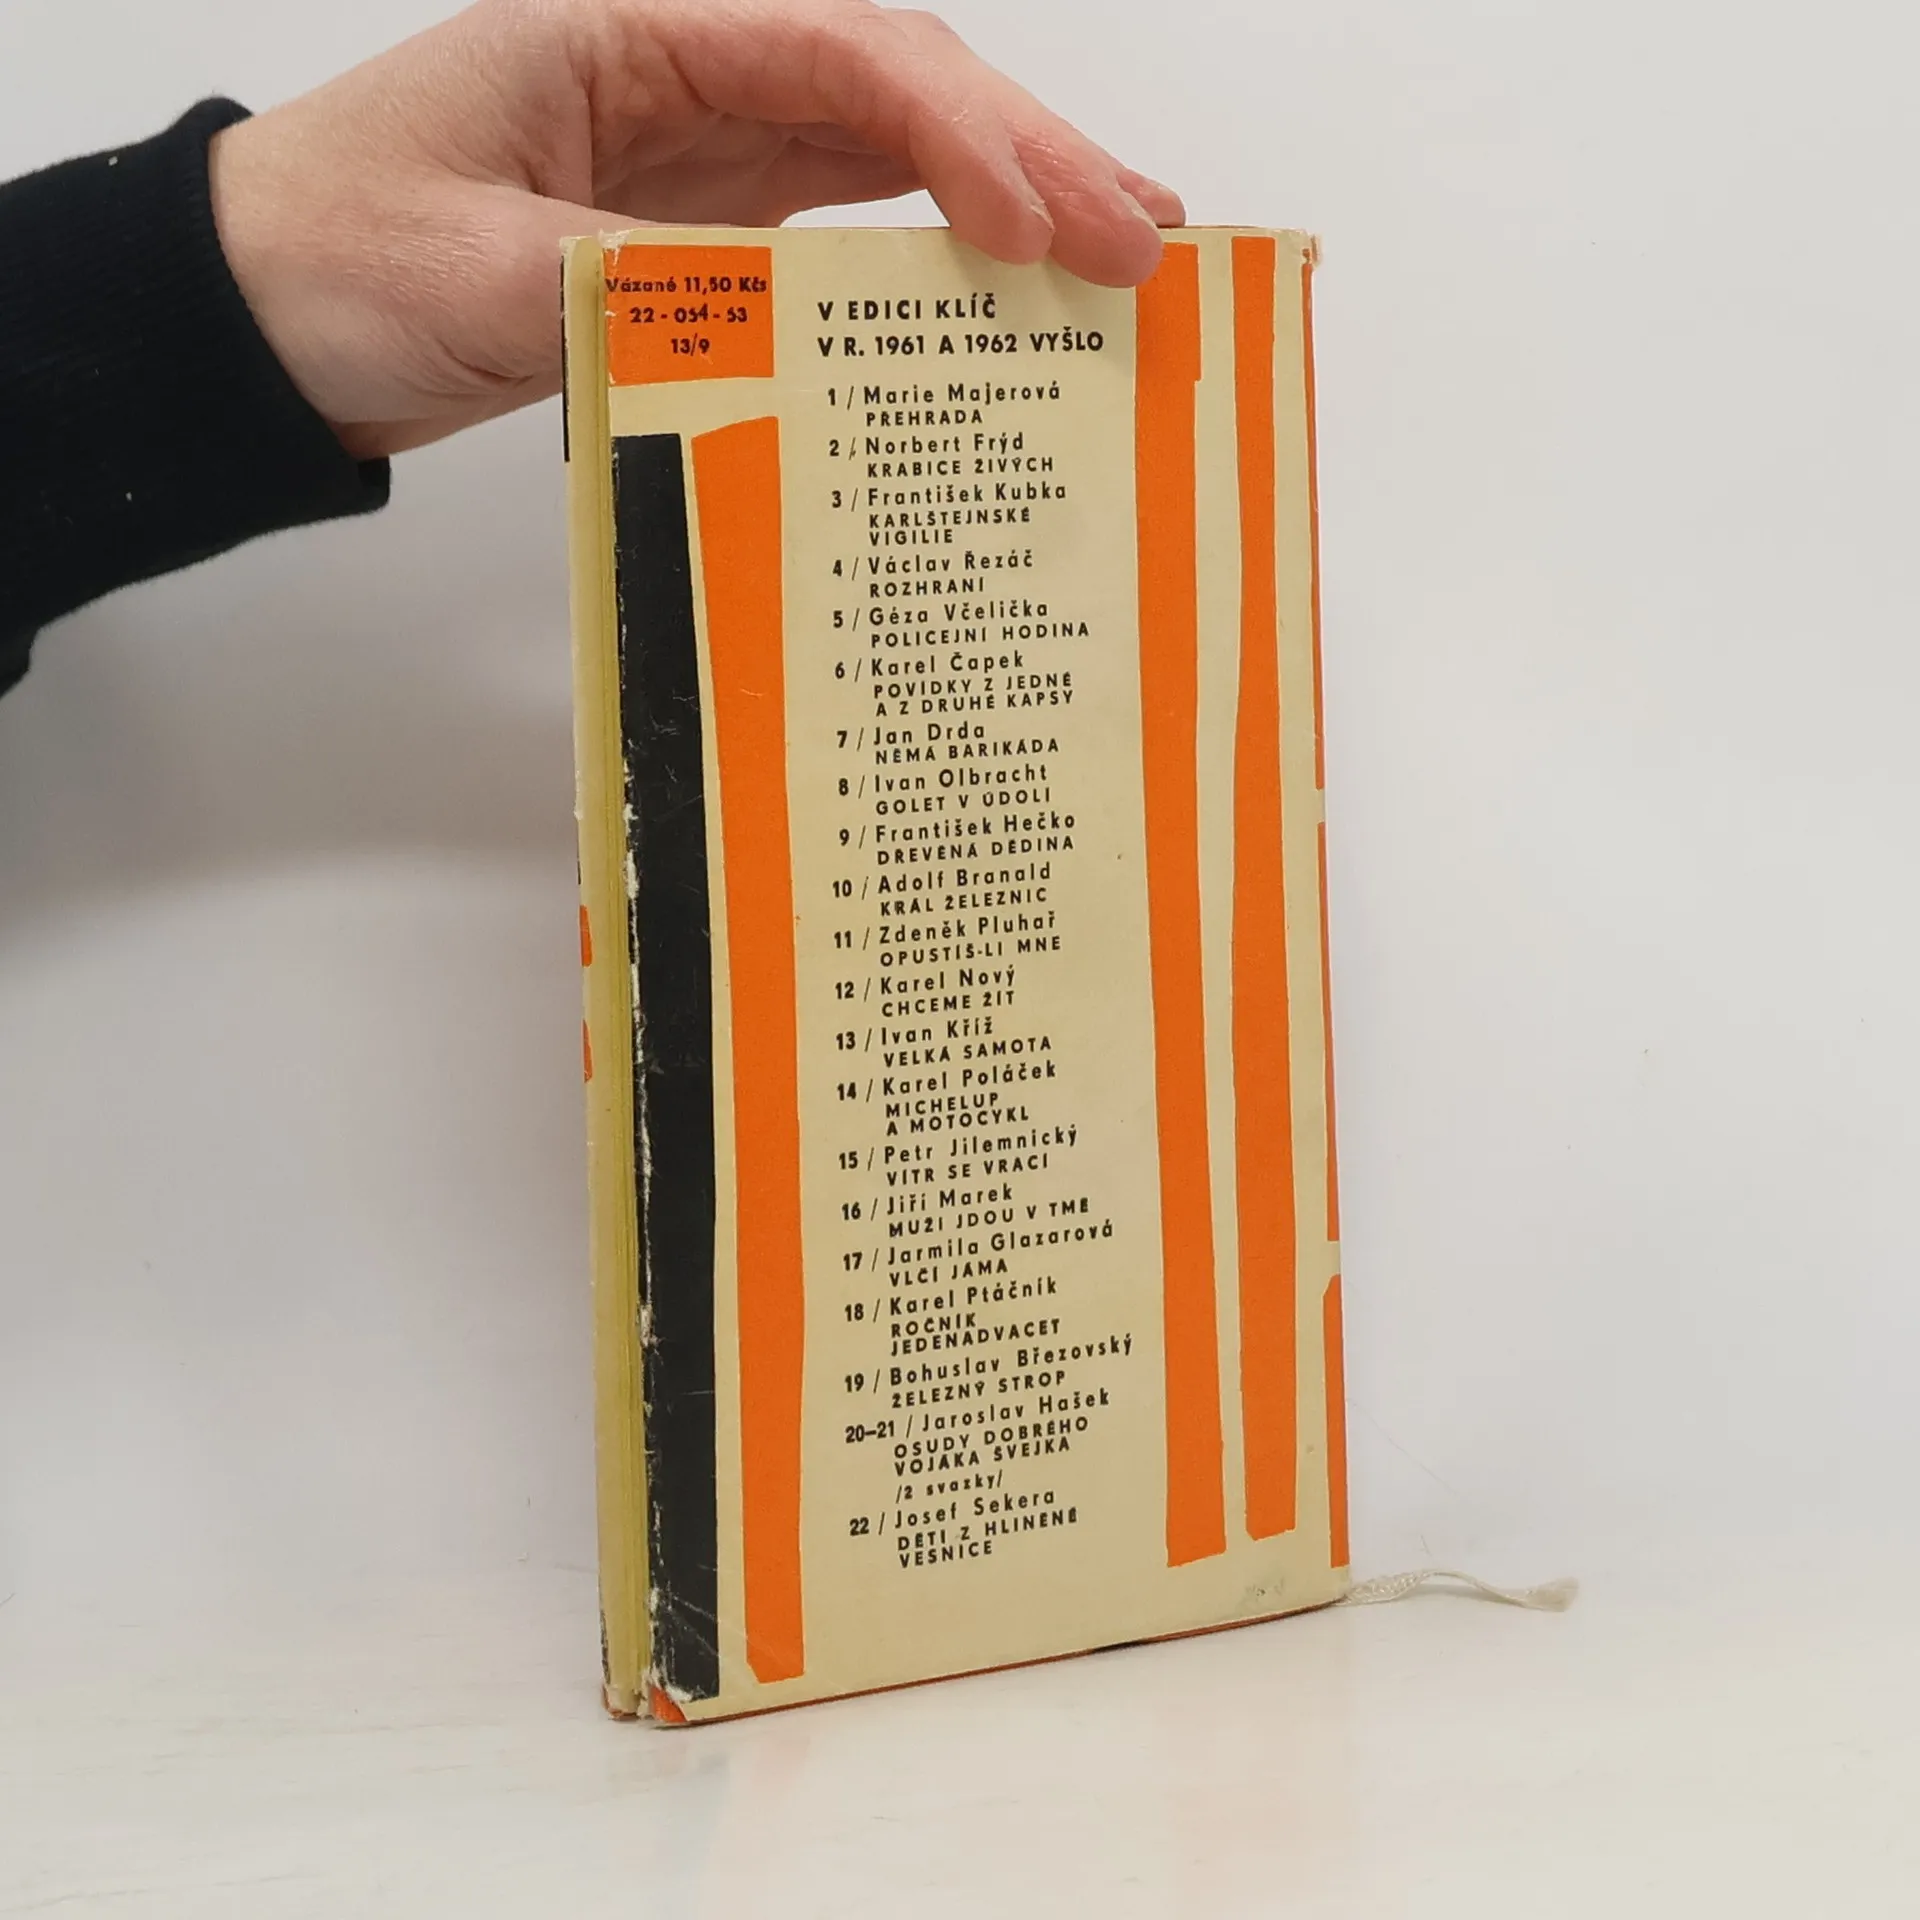 Vázané 11,50 Kčs
22 - 054 - 53
13/9
V EDICI KLÍČ
V R. 1961 A 1962 VYŠLO
1 / Marie Majerová
PŘEHRADA
2 / Norbert Frýd
KRABICE ŽIVÝCH
3 / František Kubka
KARLŠTEJNSKÉ
VIGILIE
4 / Václav Řezáč
ROZHRANÍ
5 / Géza Včelička
POLICEJNÍ HODINA
6 / Karel Čapek
POVÍDKY Z JEDNÉ
A Z DRUHÉ KAPSY
7 / Jan Drda
NĚMÁ BARIKÁDA
8 / Ivan Olbracht
GOLET V ÚDOLÍ
9 / František Hečko
DŘEVĚNÁ DĚDINA
10 / Adolf Branald
KRÁL ŽELEZNIC
11 / Zdeněk Pluhař
OPUSTÍŠ-LI MNE
12 / Karel Nový
CHCEME ŽÍT
13 / Ivan Kříž
VELKÁ SAMOTA
14 / Karel Poláček
MICHELUP
A MOTOCYKL
15 / Petr Jilemnický
VÍTR SE VRACÍ
16 / Jiří Marek
MUŽI JDOU V TMĚ
17 / Jarmila Glazarová
VLČÍ JÁMA
18 / Karel Ptáčník
ROČNÍK
JEDENADVACET
19 / Bohuslav Březovský
ŽELEZNÝ STROP
20–21 / Jaroslav Hašek
OSUDY DOBRÉHO
VOJÁKA ŠVEJKA
/2 svazky/
22 / Josef Sekera
DĚTI Z HLINĚNÉ
VESNICE